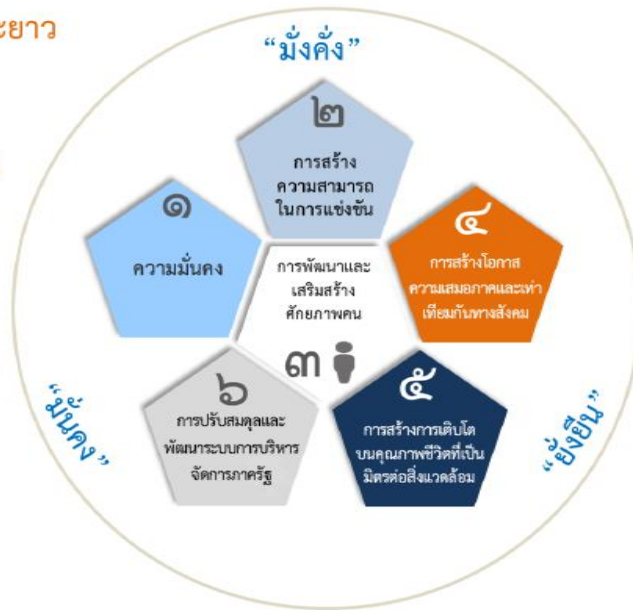 ะยาว
“มั่งคั่ง”
๒
การสร้าง
ความสามารถ
ในการแข่งขัน
๑
ความมั่นคง
การพัฒนาและ
เสริมสร้าง
ศักยภาพคน
๓
๔
การสร้างโอกาส
ความเสมอภาคและเท่า
เทียมกันทางสังคม
๖
การปรับสมดุลและ
พัฒนาระบบการบริหาร
จัดการภาครัฐ
๕
การสร้างการเติบโต
บนคุณภาพชีวิตที่เป็น
มิตรต่อสิ่งแวดล้อม
“มั่นคง”
“ยั่งยืน”